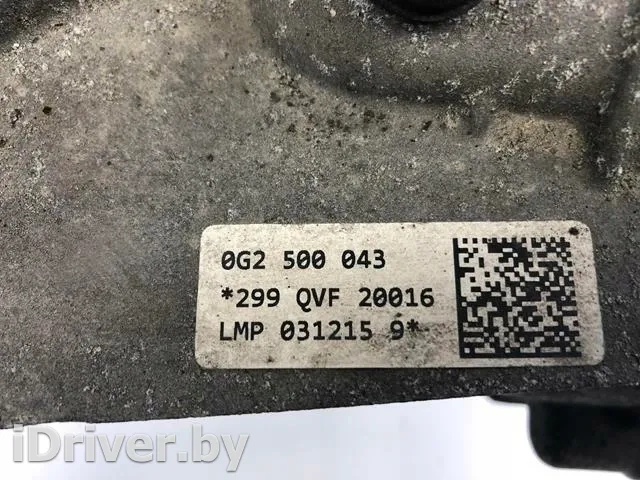 0G2 500 043
*299 QVF 20016
LMP 031215 9*
iDriver.by